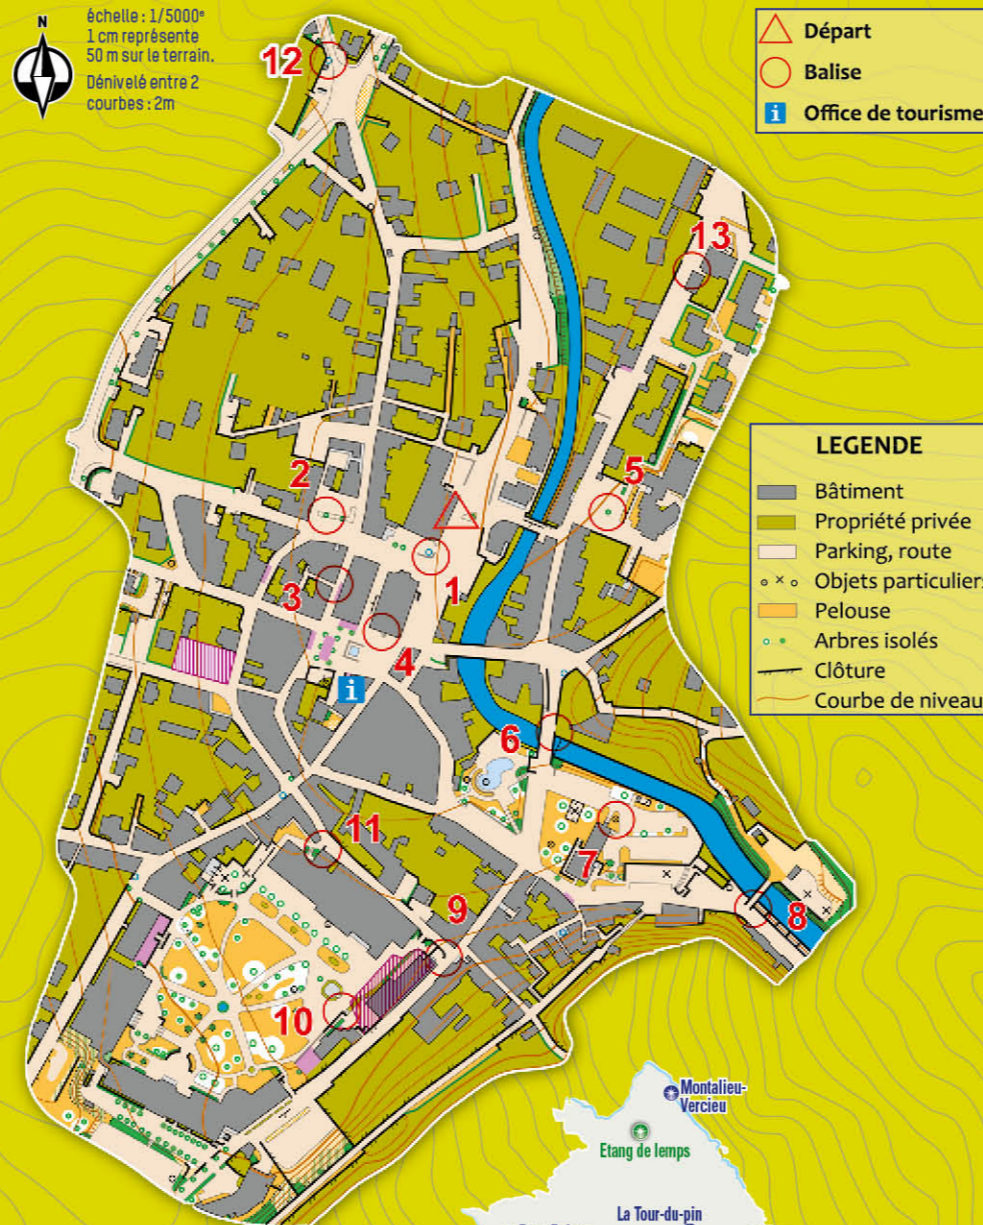 N
échelle : 1/5000e
1 cm représente
50 m sur le terrain.
Dénivelé entre 2
courbes : 2m
Départ
Balise
i Office de tourisme
12
13
2
5
3
1
4
i
6
7
11
9
8
10
LEGENDE
Bâtiment
Propriété privée
Parking, route
Objets particuliers
Pelouse
Arbres isolés
Clôture
Courbe de niveau
Montalieu-
Vercieu
Etang de lemps
La Tour-du-pin